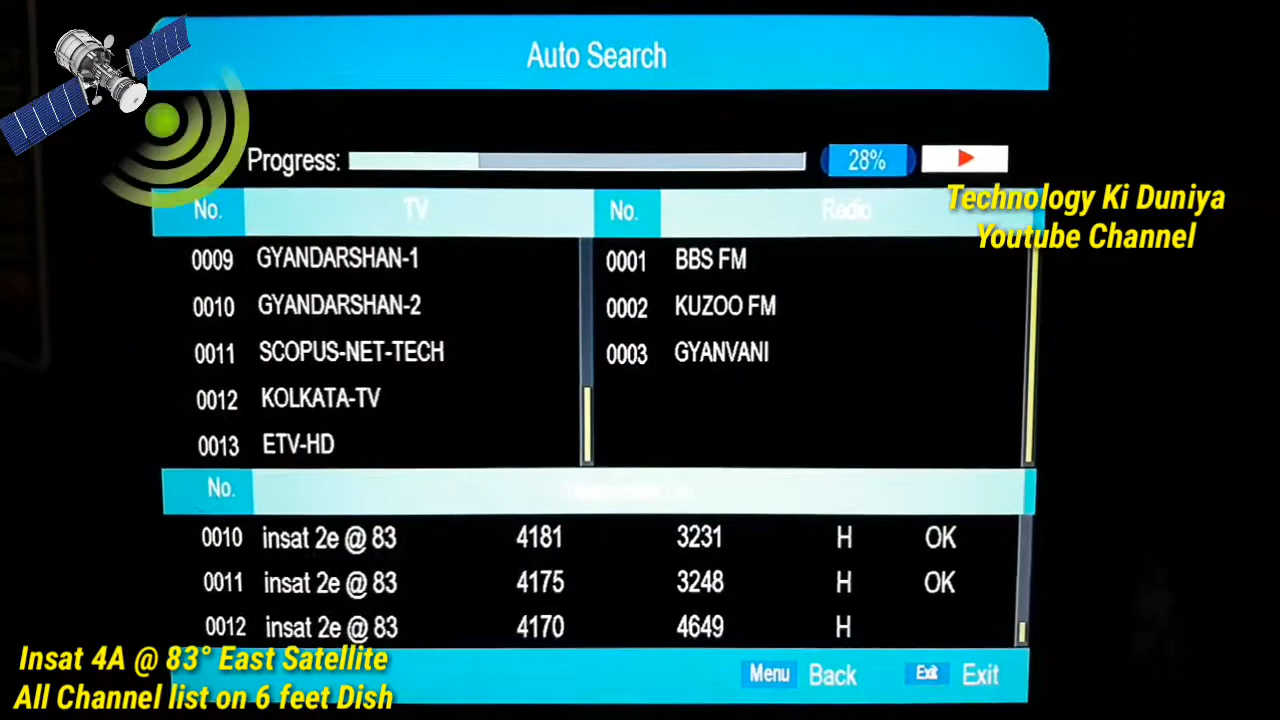 Auto Search
Progress: 28%
No. TV No. Radio
Technology Ki Duniya
Youtube Channel
0009 GYANDARSHAN-1 0001 BBS FM
0010 GYANDARSHAN-2 0002 KUZOO FM
0011 SCOPUS-NET-TECH 0003 GYANVANI
0012 KOLKATA-TV
0013 ETV-HD
No.
0010 insat 2e @ 83 4181 3231 H OK
0011 insat 2e @ 83 4175 3248 H OK
0012 insat 2e @ 83 4170 4649 H
Insat 4A @ 83° East Satellite
All Channel list on 6 feet Dish
Menu Back Exit Exit